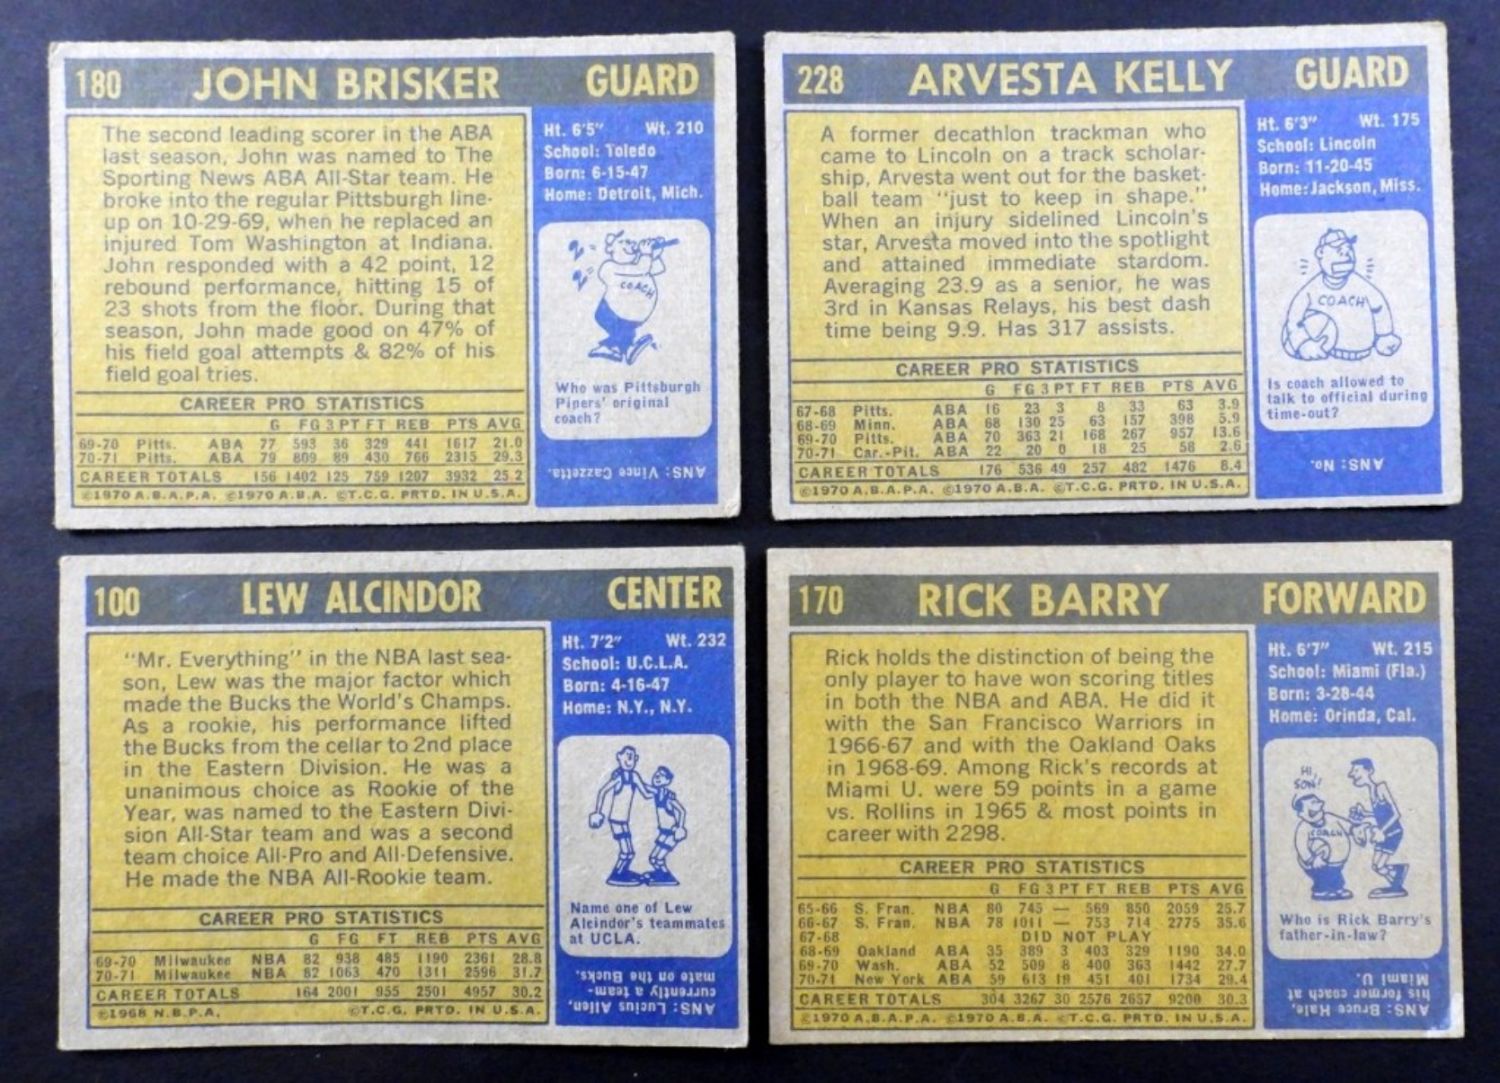 180 JOHN BRISKER GUARD
The second leading scorer in the ABA
last season, John was named to The
Sporting News ABA All-Star team. He
broke into the regular Pittsburgh line-
up on 10-29-69, when he replaced an
injured Tom Washington at Indiana.
John responded with a 42 point, 12
rebound performance, hitting 15 of
23 shots from the floor. During that
season, John made good on 47% of
his field goal attempts & 82% of his
field goal tries.
CAREER PRO STATISTICS
G FG 3 PT FT REB PTS AVG
69-70 Pitts. ABA 77 593 36 329 441 1617 21.0
70-71 Pitts. ABA 79 809 89 430 766 2315 29.3
CAREER TOTALS 156 1402 125 759 1207 3932 25.2
©1970 A.B.A.P.A. ©1970 A.B.A. ©T.C.G. PRTD. IN U.S.A.
Ht. 6'5" Wt. 210
School: Toledo
Born: 6-15-47
Home: Detroit, Mich.
2=
2=
COACH
Who was Pittsburgh
Pipers' original
coach?
ANS: Vince Cazzetta.
228 ARVESTA KELLY GUARD
A former decathlon trackman who
came to Lincoln on a track scholar-
ship, Arvesta went out for the basket-
ball team "just to keep in shape."
When an injury sidelined Lincoln's
star, Arvesta moved into the spotlight
and attained immediate stardom.
Averaging 23.9 as a senior, he was
3rd in Kansas Relays, his best dash
time being 9.9. Has 317 assists.
CAREER PRO STATISTICS
G FG 3 PT FT REB PTS AVG
67-68 Pitts. ABA 16 23 3 8 33 63 3.9
68-69 Minn. ABA 68 130 25 63 157 398 5.9
69-70 Pitts. ABA 70 363 21 168 267 957 13.6
70-71 Car.-Pit. ABA 22 20 0 18 25 58 2.6
CAREER TOTALS 176 536 49 257 482 1476 8.4
©1970 A.B.A.P.A. ©1970 A.B.A. ©T.C.G. PRTD. IN U.S.A.
Ht. 6'3" Wt. 175
School: Lincoln
Born: 11-20-45
Home: Jackson, Miss.
COACH
Is coach allowed to
talk to official during
time-out?
ANS: No.
100 LEW ALCINDOR CENTER
"Mr. Everything" in the NBA last sea-
son, Lew was the major factor which
made the Bucks the World's Champs.
As a rookie, his performance lifted
the Bucks from the cellar to 2nd place
in the Eastern Division. He was a
unanimous choice as Rookie of the
Year, was named to the Eastern Divi-
sion All-Star team and was a second
team choice All-Pro and All-Defensive.
He made the NBA All-Rookie team.
CAREER PRO STATISTICS
G FG FT REB PTS AVG
69-70 Milwaukee NBA 82 938 485 1190 2361 28.8
70-71 Milwaukee NBA 82 1063 470 1311 2596 31.7
CAREER TOTALS 164 2001 955 2501 4957 30.2
©1968 N.B.P.A. ©T.C.G. PRTD. IN U.S.A.
Ht. 7'2" Wt. 232
School: U.C.L.A.
Born: 4-16-47
Home: N.Y., N.Y.
Name one of Lew
Alcindor's teammates
at UCLA.
ANS: Lucius Allen,
currently a team-
mate on the Bucks.
170 RICK BARRY FORWARD
Rick holds the distinction of being the
only player to have won scoring titles
in both the NBA and ABA. He did it
with the San Francisco Warriors in
1966-67 and with the Oakland Oaks
in 1968-69. Among Rick's records at
Miami U. were 59 points in a game
vs. Rollins in 1965 & most points in
career with 2298.
CAREER PRO STATISTICS
G FG 3 PT FT REB PTS AVG
65-66 S. Fran. NBA 80 745 — 569 850 2059 25.7
66-67 S. Fran. NBA 78 1011 — 753 714 2775 35.6
67-68 DID NOT PLAY
68-69 Oakland ABA 35 389 3 403 329 1190 34.0
69-70 Wash. ABA 52 509 8 400 363 1442 27.7
70-71 New York ABA 59 613 19 451 401 1734 29.4
CAREER TOTALS 304 3267 30 2576 2657 9200 30.3
©1970 A.B.A.P.A. ©1970 A.B.A. ©T.C.G. PRTD. IN U.S.A.
Ht. 6'7" Wt. 215
School: Miami (Fla.)
Born: 3-28-44
Home: Orinda, Cal.
HI,
SON!
COACH
Who is Rick Barry's
father-in-law?
ANS: Bruce Hale,
his former coach at
Miami U.